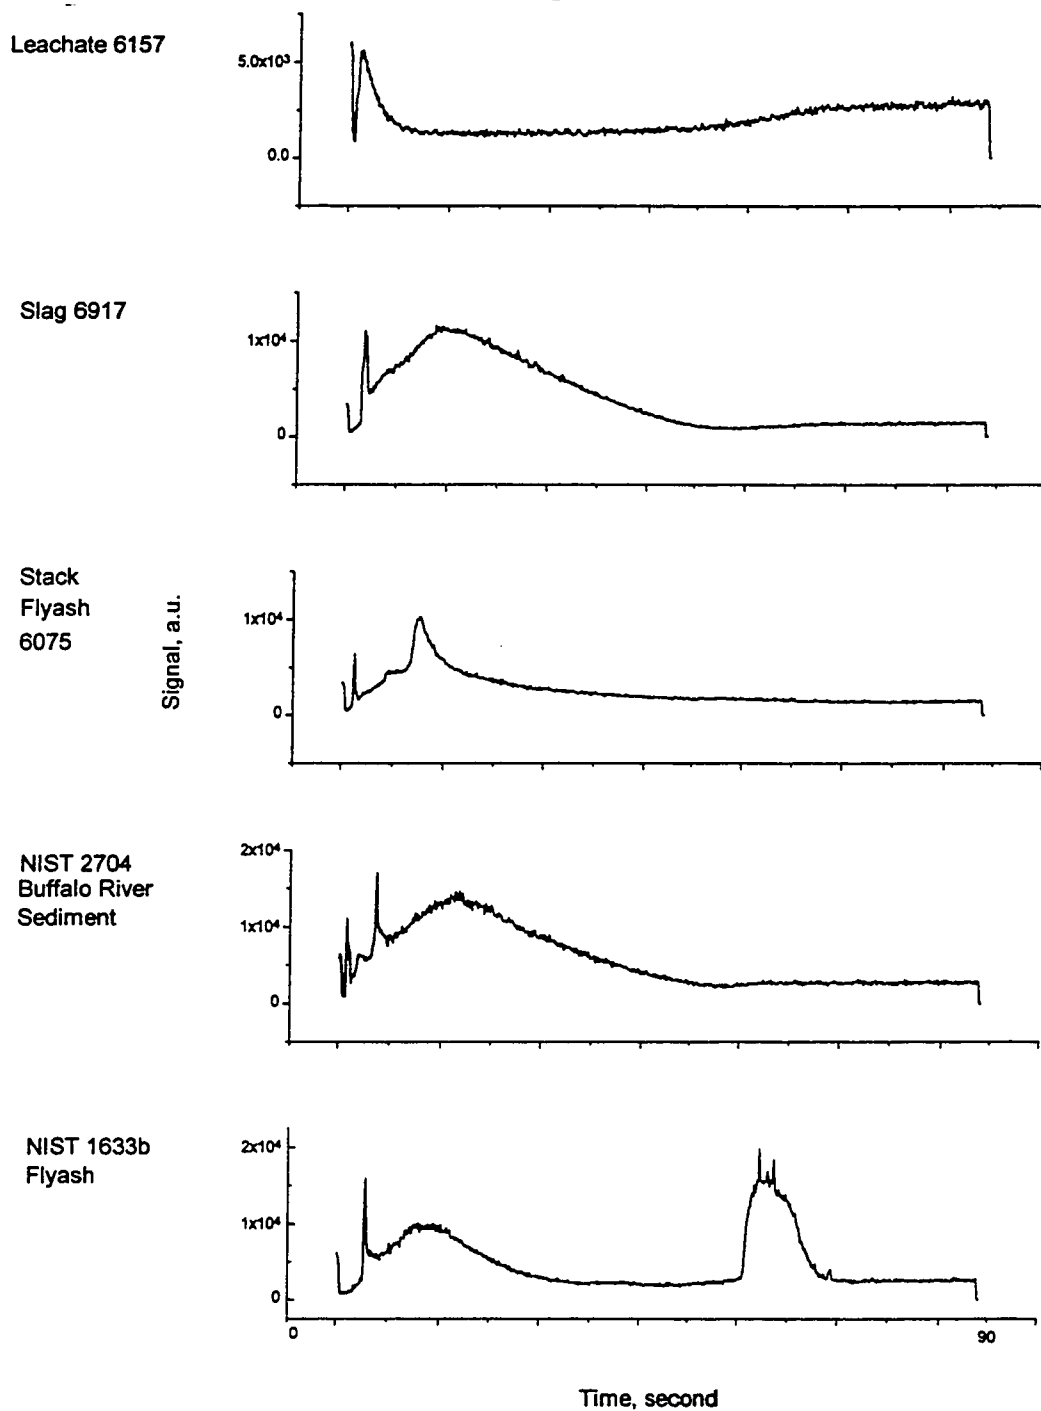 Leachate 6157
5.0x10³
0.0
Slag 6917
1x10⁴
0
Stack
Flyash
6075
Signal, a.u.
1x10⁴
0
NIST 2704
Buffalo River
Sediment
2x10⁴
1x10⁴
0
NIST 1633b
Flyash
2x10⁴
1x10⁴
0
0
90
Time, second